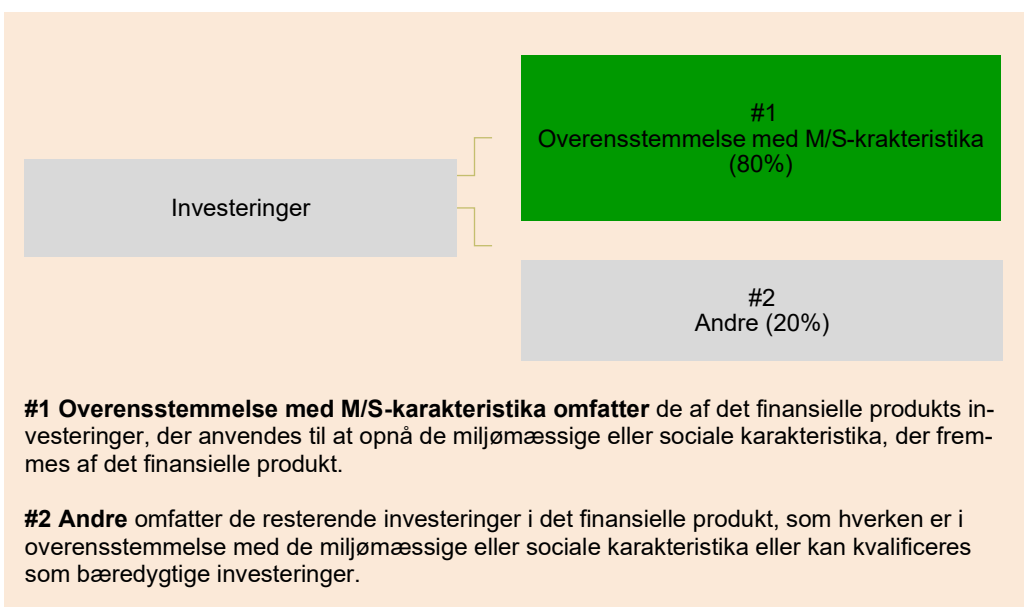 #1
Overensstemmelse med M/S-krakteristika
(80%)
Investeringer
#2
Andre (20%)
#1 Overensstemmelse med M/S-karakteristika omfatter de af det finansielle produkts in-
vesteringer, der anvendes til at opnå de miljømæssige eller sociale karakteristika, der frem-
mes af det finansielle produkt.
#2 Andre omfatter de resterende investeringer i det finansielle produkt, som hverken er i
overensstemmelse med de miljømæssige eller sociale karakteristika eller kan kvalificeres
som bæredygtige investeringer.